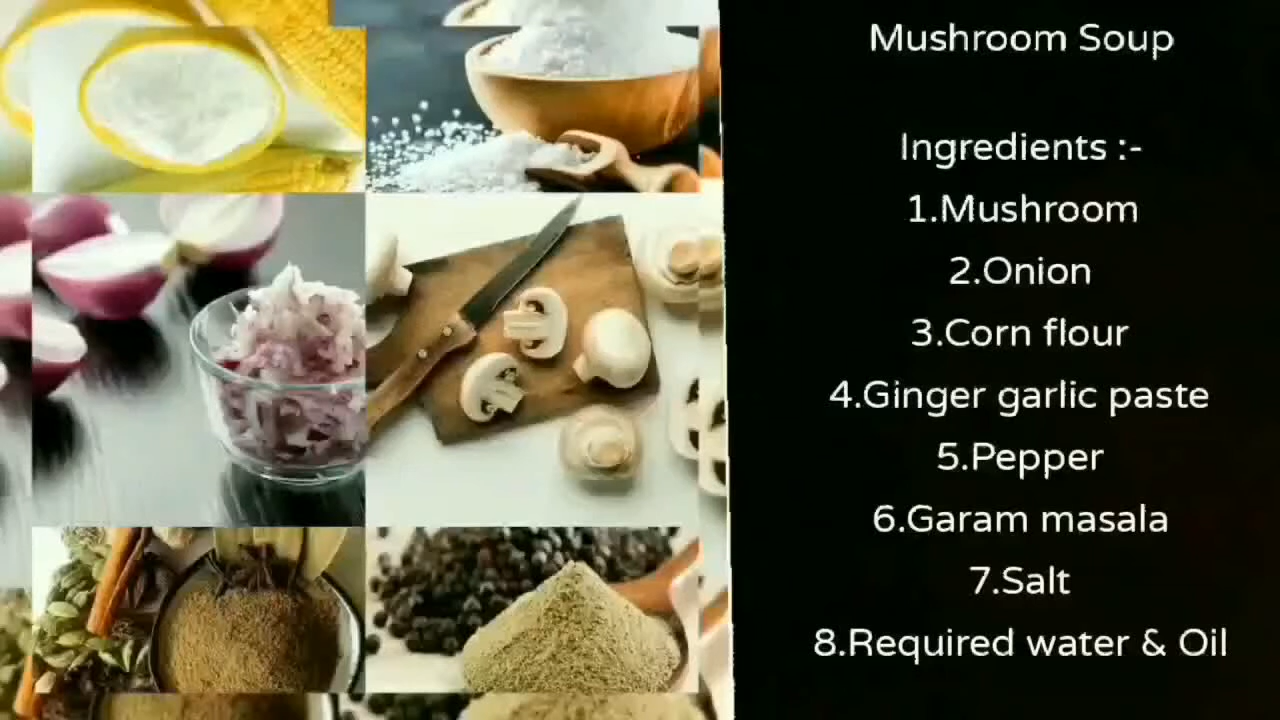 Mushroom Soup
Ingredients :-
1.Mushroom
2.Onion
3.Corn flour
4.Ginger garlic paste
5.Pepper
6.Garam masala
7.Salt
8.Required water & Oil